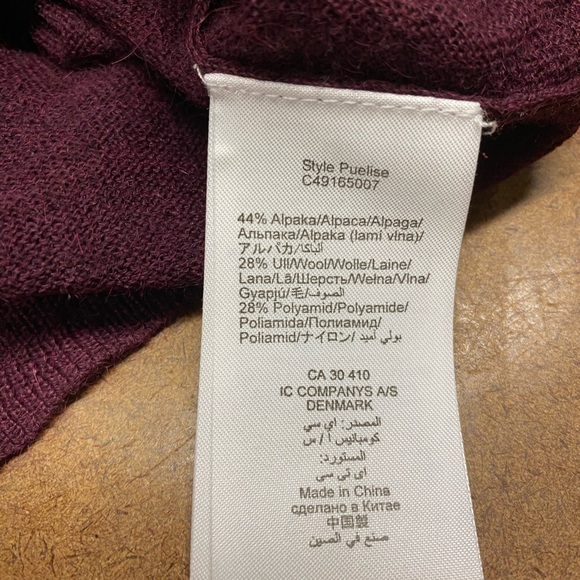 Style Puelise
C49165007
44% Alpaka/Alpaca/Alpaga/
Альпака/Alpaka (lami vlna)/
アルパカ/ألباكا
28% Ull/Wool/Wolle/Laine/
Lana/Lã/Шерсть/Wełna/Vlna/
Gyapjú/毛/الصوف
28% Polyamid/Polyamide/
Poliamida/Полиамид/
Poliamid/ナイロン/بولي أميد
CA 30 410
IC COMPANYS A/S
DENMARK
المصدر: اي سي
كومبانيس ا / س
المستورد:
اي تي سي
Made in China
сделано в Китае
中国製
صنع في الصين